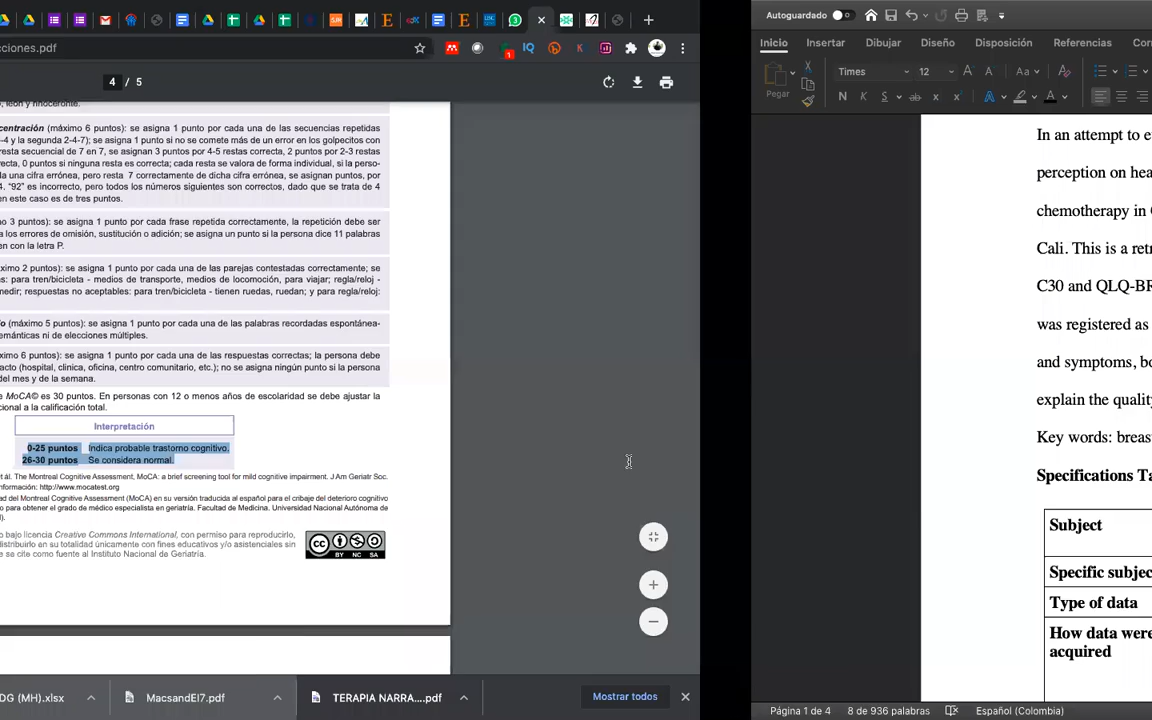 cciones.pdf
4 / 5
, león y rinoceronte.
centración (máximo 6 puntos): se asigna 1 punto por cada una de las secuencias repetidas
-4 y la segunda 2-4-7); se asigna 1 punto si no se comete más de un error en los golpecitos
resta secuencial de 7 en 7, se asignan 3 puntos por 4-5 restas correcta, 2 puntos por 2-3 restas
recta, 0 puntos si ninguna resta es correcta; cada resta se valora de forma individual, si la perso-
a una cifra errónea, pero resta 7 correctamente de dicha cifra errónea, se asignan puntos, por
4. "92" es incorrecto, pero todos los números siguientes son correctos, dado que se trata de 4
en este caso es de tres puntos.
no 3 puntos): se asigna 1 punto por cada frase repetida correctamente, la repetición debe ser
a los errores de omisión, sustitución o adición; se asigna un punto si la persona dice 11 palabras
en con la letra P.
ximo 2 puntos): se asigna 1 punto por cada una de las parejas contestadas correctamente; se
s: para tren/bicicleta - medios de transporte, medios de locomoción, para viajar; regla/reloj -
medir; respuestas no aceptables: para tren/bicicleta - tienen ruedas, ruedan; y para regla/reloj:
o (máximo 5 puntos): se asigna 1 punto por cada una de las palabras recordadas espontánea-
emánticas ni de elecciones múltiples.
ximo 6 puntos): se asigna 1 punto por cada una de las respuestas correctas; la persona debe
acto (hospital, clinica, oficina, centro comunitario, etc.); no se asigna ningún punto si la persona
del mes y de la semana.
e MoCA© es 30 puntos. En personas con 12 o menos años de escolaridad se debe ajustar la
cional a la calificación total.
Interpretación
0-25 puntos Indica probable trastorno cognitivo.
26-30 puntos Se considera normal.
et ál. The Montreal Cognitive Assessment, MoCA: a brief screening tool for mild cognitive impairment. J Am Geriatr Soc.
nformación: http://www.mocatest.org
ad del Montreal Cognitive Assessment (MoCA) en su versión traducida al español para el cribaje del deterioro cognitivo
o para obtener el grado de médico especialista en geriatría. Facultad de Medicina. Universidad Nacional Autónoma de
).
o bajo licencia Creative Commons International, con permiso para reproducirlo,
distribuirlo en su totalidad únicamente con fines educativos y/o asistenciales sin
e se cite como fuente al Instituto Nacional de Geriatría.
cc BY NC SA
DG (MH).xlsx
MacsandEl7.pdf
TERAPIA NARRA....pdf
Mostrar todos
Autoguardado
Inicio Insertar Dibujar Diseño Disposición Referencias Cor
Pegar
Times 12
Aa
N K S ab x x A A
In an attempt to e
perception on hea
chemotherapy in C
Cali. This is a retr
C30 and QLQ-BR
was registered as
and symptoms, bo
explain the quality
Key words: breas
Specifications Ta
Subject
Specific subjec
Type of data
How data were
acquired
Página 1 de 4 8 de 936 palabras Español (Colombia)